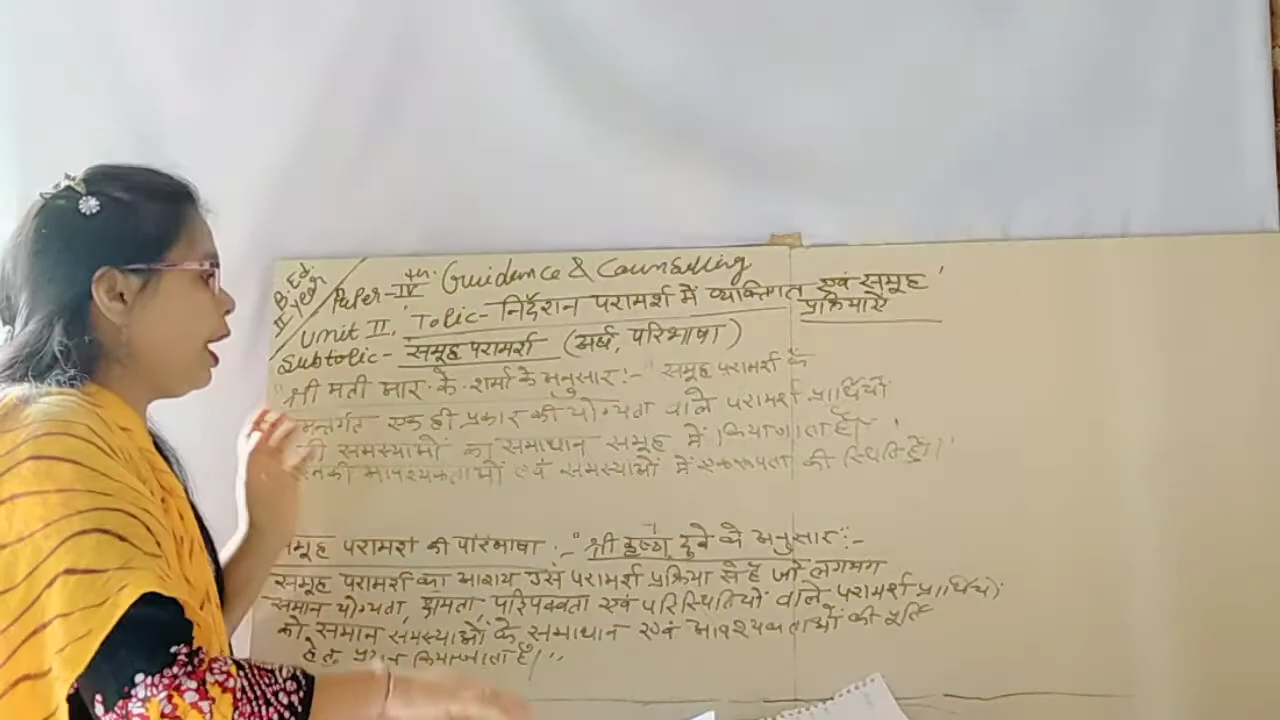 B.Ed.
II Year
Paper-IV th. Guidence & Counselling
Unit II. Topic- निर्देशन परामर्श में व्यक्तिगत एवं समूह'
प्रक्रियाएं
Subtopic- समूह परामर्श (अर्थ, परिभाषा)
"श्री मती आर. के. शर्मा के अनुसार:- "समूह परामर्श के
अन्तर्गत एक ही प्रकार की योग्यता वाले परामर्श प्रार्थियों
की समस्याओं का समाधान समूह में किया जाता है।
उनकी आवश्यकताओं एवं समस्याओं में एकरूपता की स्थिति हो।"
समूह परामर्श की परिभाषा :- "श्री कृष्ण दुबे के अनुसार":-
समूह परामर्श का आशय उस परामर्श प्रक्रिया से है जो लगभग
समान योग्यता, क्षमता, परिपक्वता एवं परिस्थितियों वाले परामर्श प्रार्थियों
को समान समस्याओं के समाधान एवं आवश्यकताओं की पूर्ति
हेतु किया जाता है।"